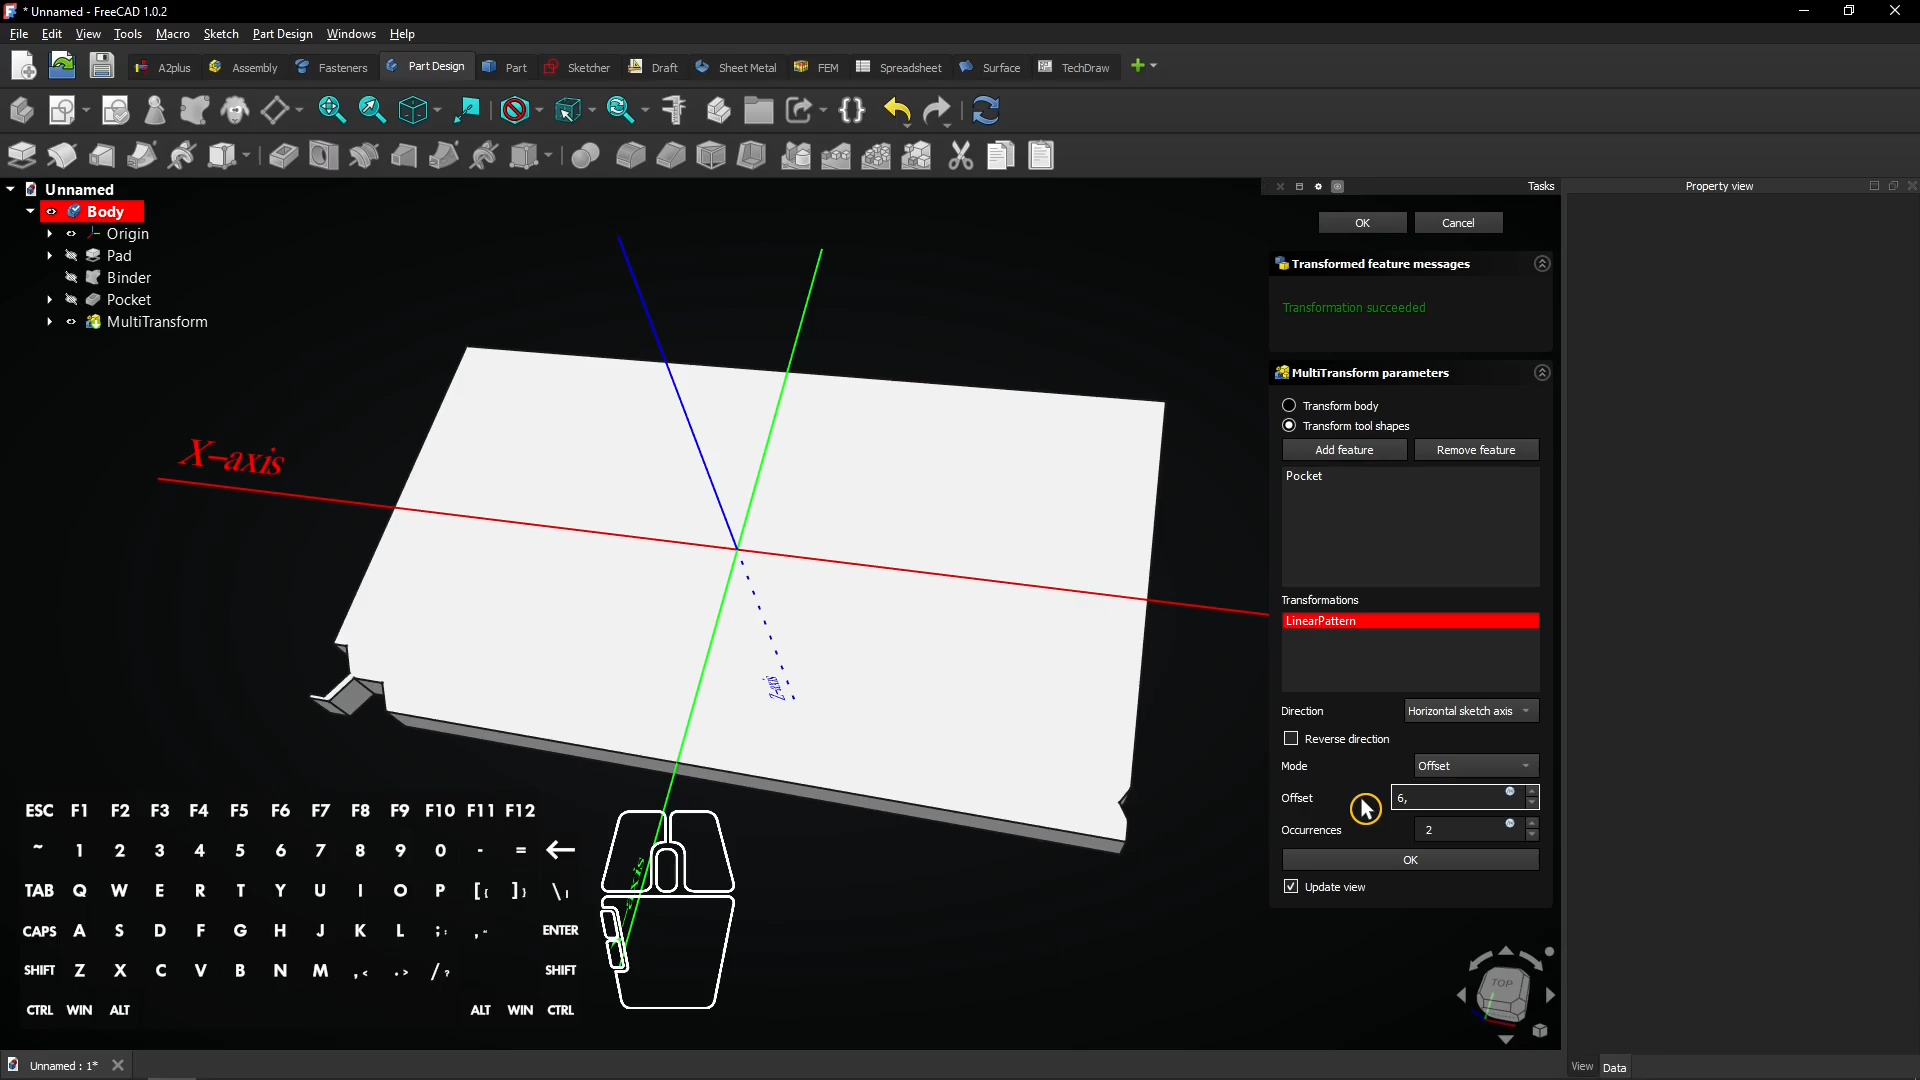 * Unnamed - FreeCAD 1.0.2
File Edit View Tools Macro Sketch Part Design Windows Help
A2plus Assembly Fasteners Part Design Part Sketcher Draft Sheet Metal FEM Spreadsheet Surface TechDraw
Unnamed
Body
Origin
Pad
Binder
Pocket
MultiTransform
X-axis
Z-axis
Tasks
OK Cancel
Transformed feature messages
Transformation succeeded
MultiTransform parameters
Transform body
Transform tool shapes
Add feature Remove feature
Pocket
Transformations
LinearPattern
Direction Horizontal sketch axis
Reverse direction
Mode Offset
Offset 6,
Occurrences 2
OK
Update view
TOP
Property view
View Data
ESC F1 F2 F3 F4 F5 F6 F7 F8 F9 F10 F11 F12
~ 1 2 3 4 5 6 7 8 9 0 - = ←
TAB Q W E R T Y U I O P [{ ]} \|
CAPS A S D F G H J K L ;: ," ENTER
SHIFT Z X C V B N M ,< .> /? SHIFT
CTRL WIN ALT ALT WIN CTRL
Unnamed : 1*